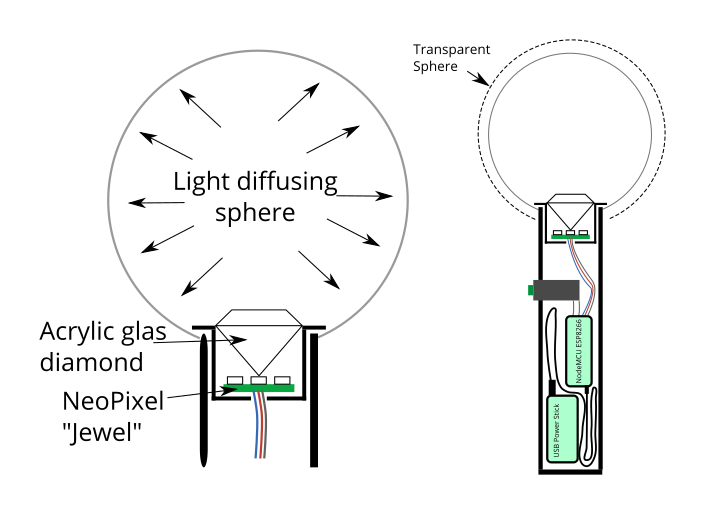 Transparent
Sphere
Light diffusing
sphere
Acrylic glas
diamond
NeoPixel
"Jewel"
NodeMCU ESP8266
USB Power Stick